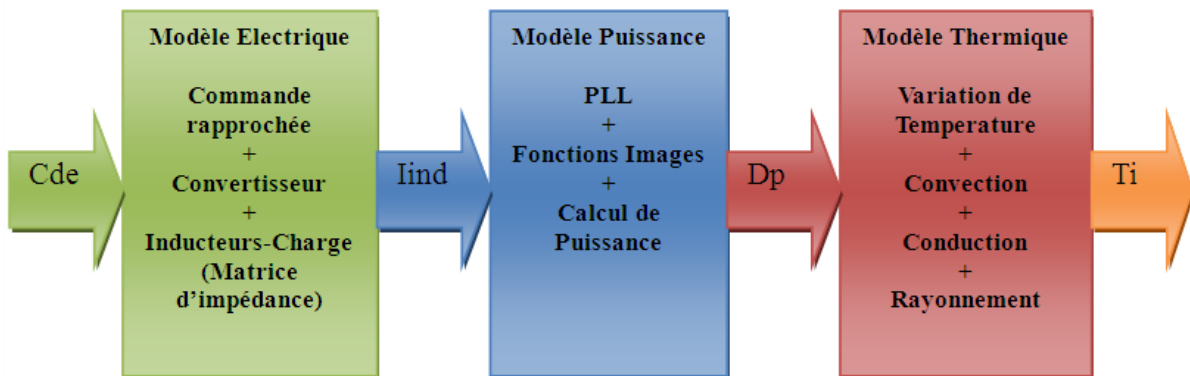 Cde
Modèle Electrique
Commande
rapprochée
+
Convertisseur
+
Inducteurs-Charge
(Matrice
d’impédance)
Iind
Modèle Puissance
PLL
+
Fonctions Images
+
Calcul de
Puissance
Dp
Modèle Thermique
Variation de
Temperature
+
Convection
+
Conduction
+
Rayonnement
Ti